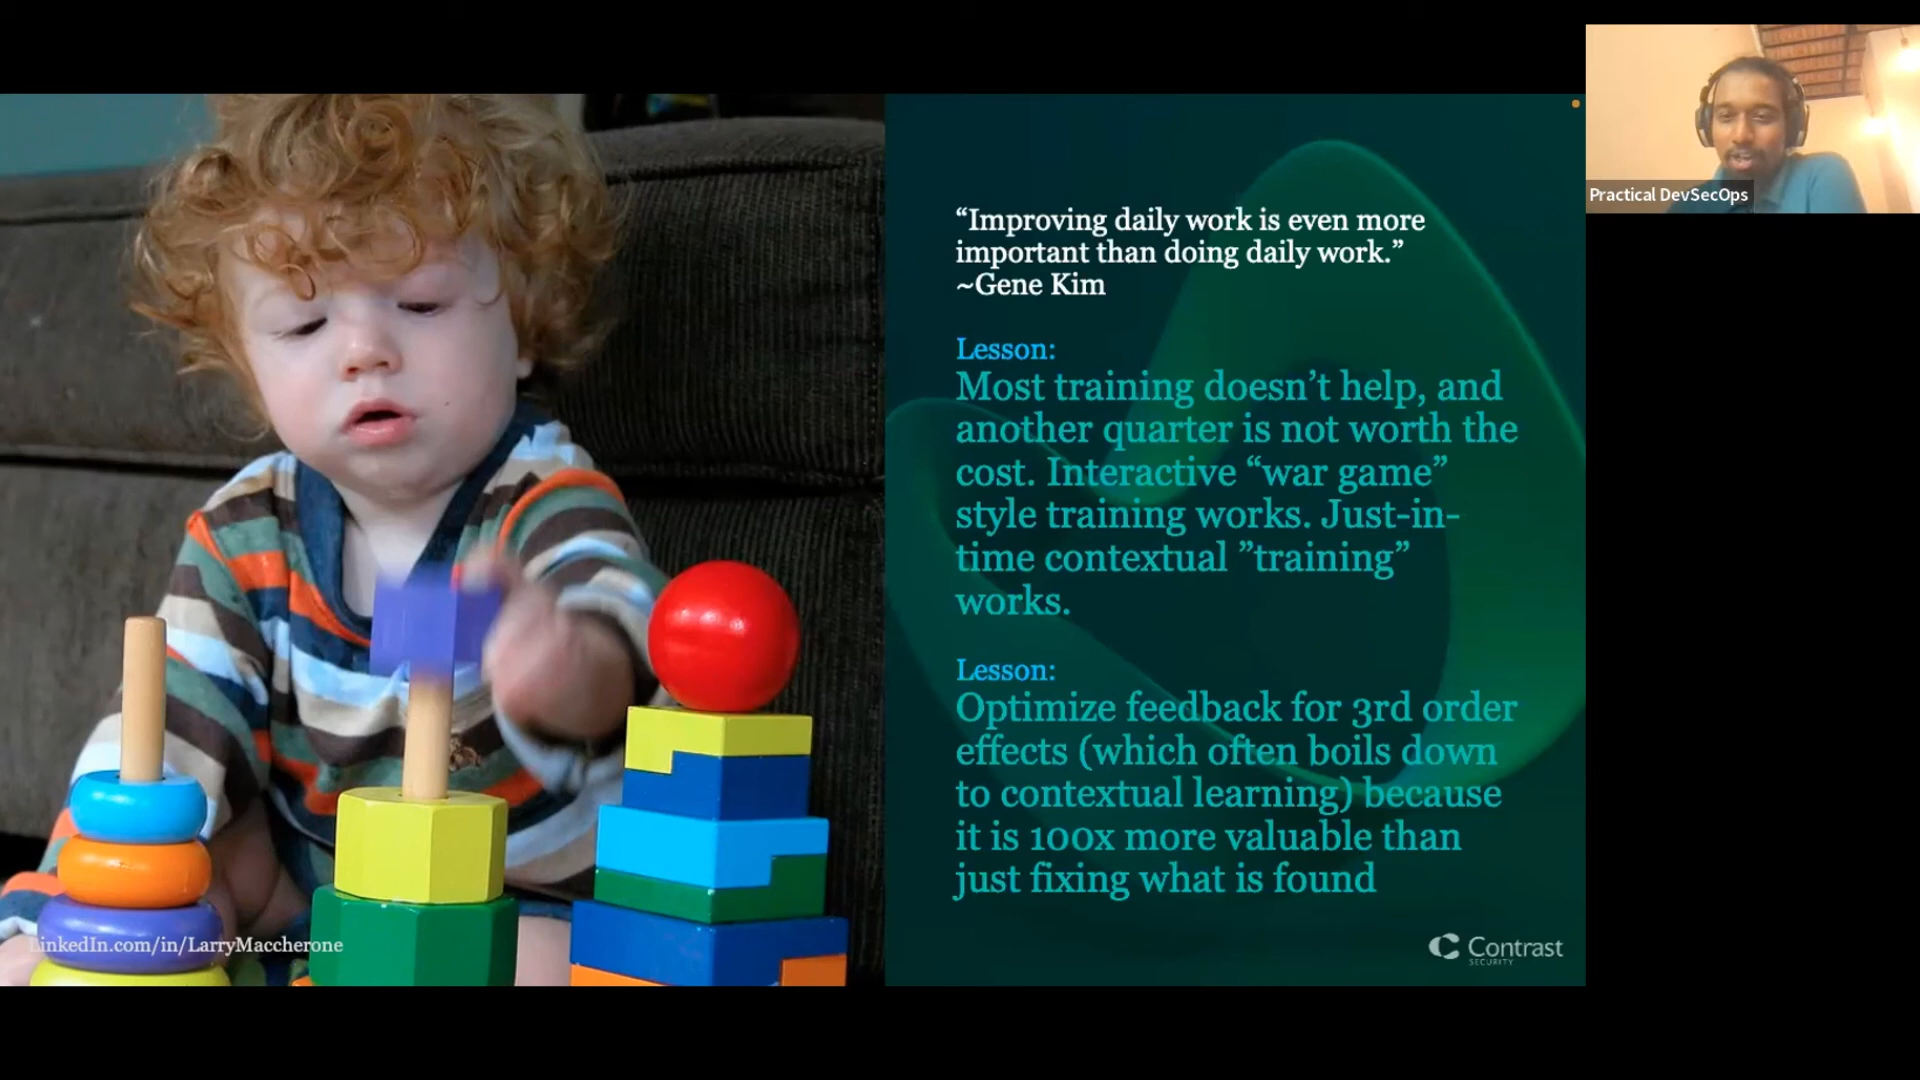 “Improving daily work is even more
important than doing daily work.”
~Gene Kim
Lesson:
Most training doesn’t help, and
another quarter is not worth the
cost. Interactive “war game”
style training works. Just-in-
time contextual ”training”
works.
Lesson:
Optimize feedback for 3rd order
effects (which often boils down
to contextual learning) because
it is 100x more valuable than
just fixing what is found
LinkedIn.com/in/LarryMaccherone
Contrast
SECURITY
Practical DevSecOps